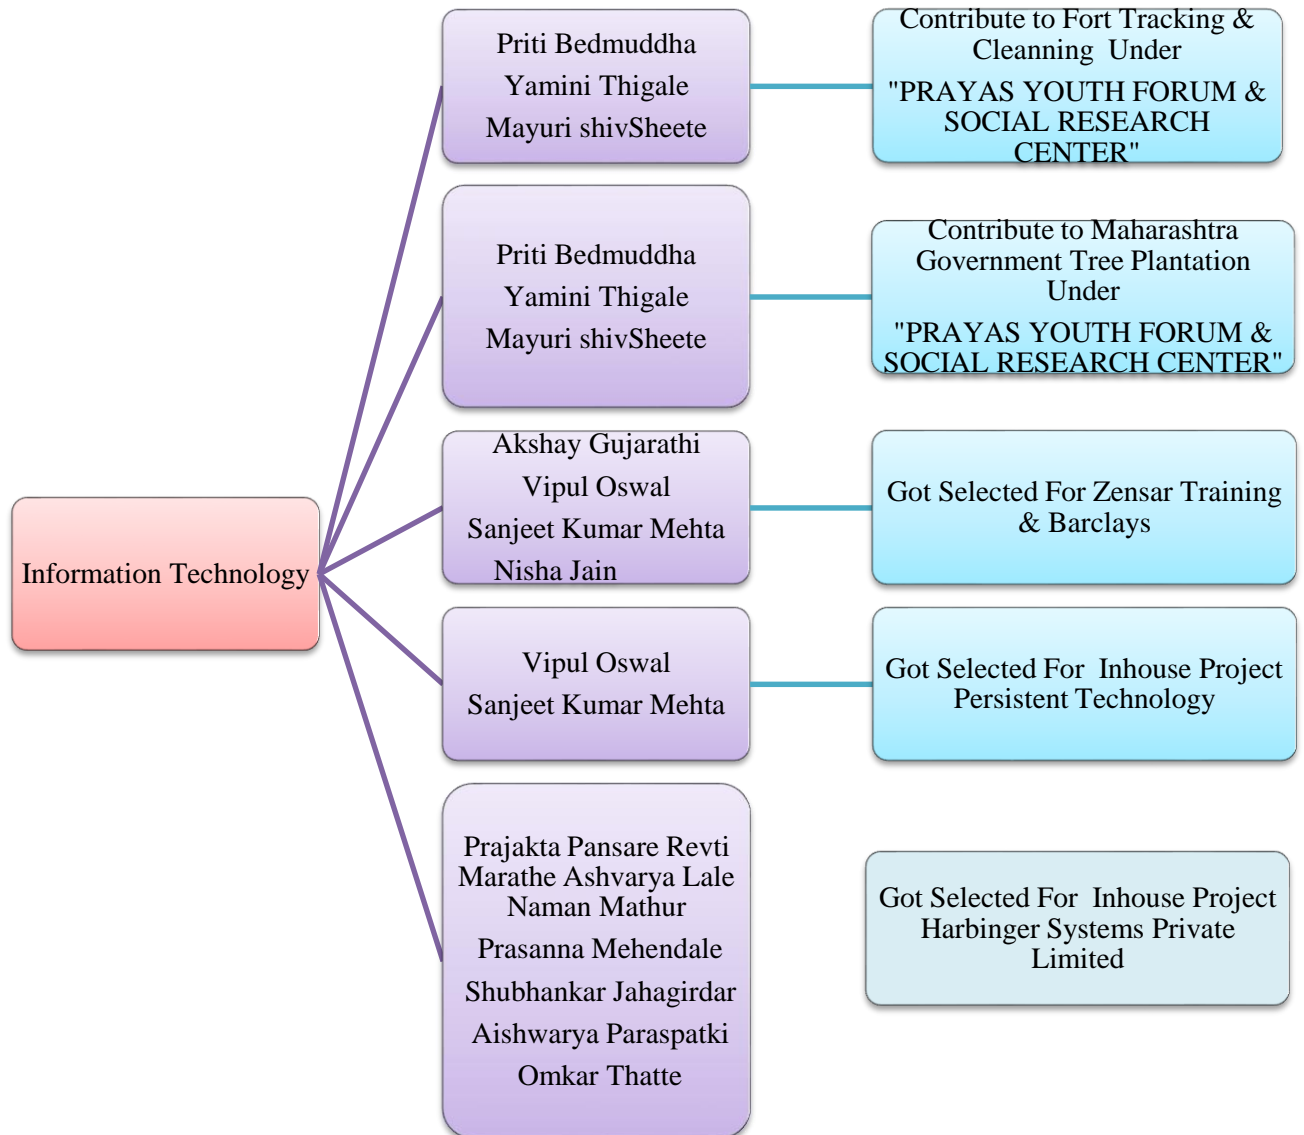 Information Technology
Priti Bedmuddha
Yamini Thigale
Mayuri shivSheete
Contribute to Fort Tracking &
Cleanning Under
"PRAYAS YOUTH FORUM &
SOCIAL RESEARCH
CENTER"
Priti Bedmuddha
Yamini Thigale
Mayuri shivSheete
Contribute to Maharashtra
Government Tree Plantation
Under
"PRAYAS YOUTH FORUM &
SOCIAL RESEARCH CENTER"
Akshay Gujarathi
Vipul Oswal
Sanjeet Kumar Mehta
Nisha Jain
Got Selected For Zensar Training
& Barclays
Vipul Oswal
Sanjeet Kumar Mehta
Got Selected For Inhouse Project
Persistent Technology
Prajakta Pansare Revti
Marathe Ashvarya Lale
Naman Mathur
Prasanna Mehendale
Shubhankar Jahagirdar
Aishwarya Paraspatki
Omkar Thatte
Got Selected For Inhouse Project
Harbinger Systems Private
Limited